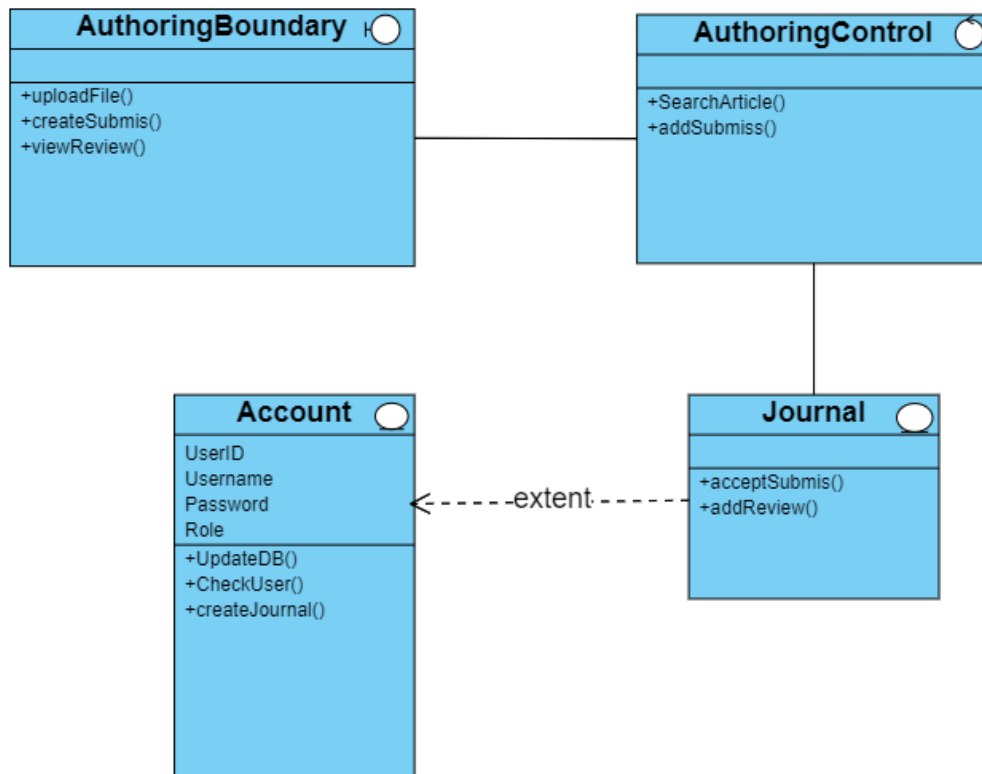 AuthoringBoundary
+uploadFile()
+createSubmis()
+viewReview()
AuthoringControl
+SearchArticle()
+addSubmiss()
Account
UserID
Username
Password
Role
+UpdateDB()
+CheckUser()
+createJournal()
extent
Journal
+acceptSubmis()
+addReview()